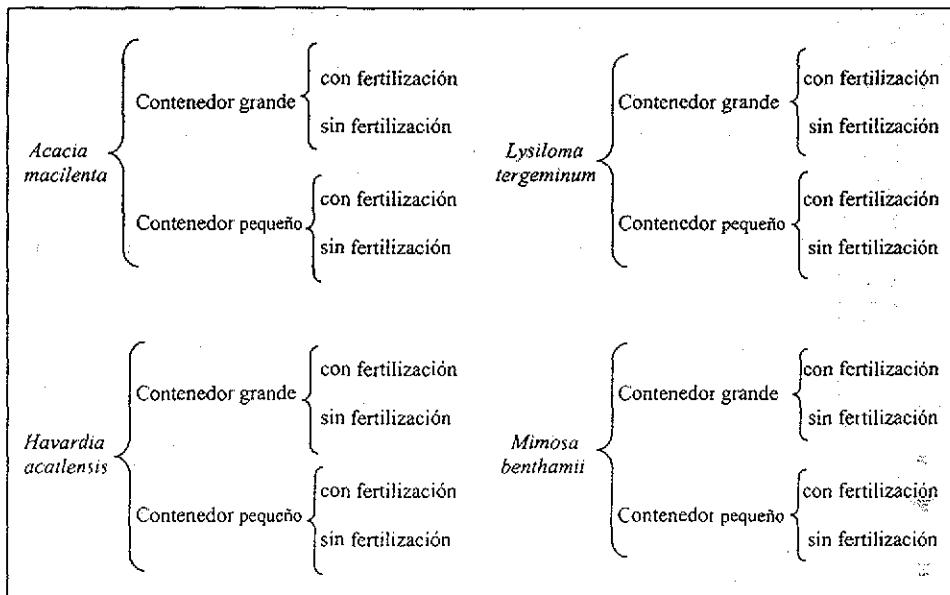 Acacia
macilenta
Contenedor grande
con fertilización
sin fertilización
Contenedor pequeño
con fertilización
sin fertilización
Lysiloma
tergeminum
Contenedor grande
con fertilización
sin fertilización
Contenedor pequeño
con fertilización
sin fertilización
Havardia
acatlensis
Contenedor grande
con fertilización
sin fertilización
Contenedor pequeño
con fertilización
sin fertilización
Mimosa
benthamii
Contenedor grande
con fertilización
sin fertilización
Contenedor pequeño
con fertilización
sin fertilización